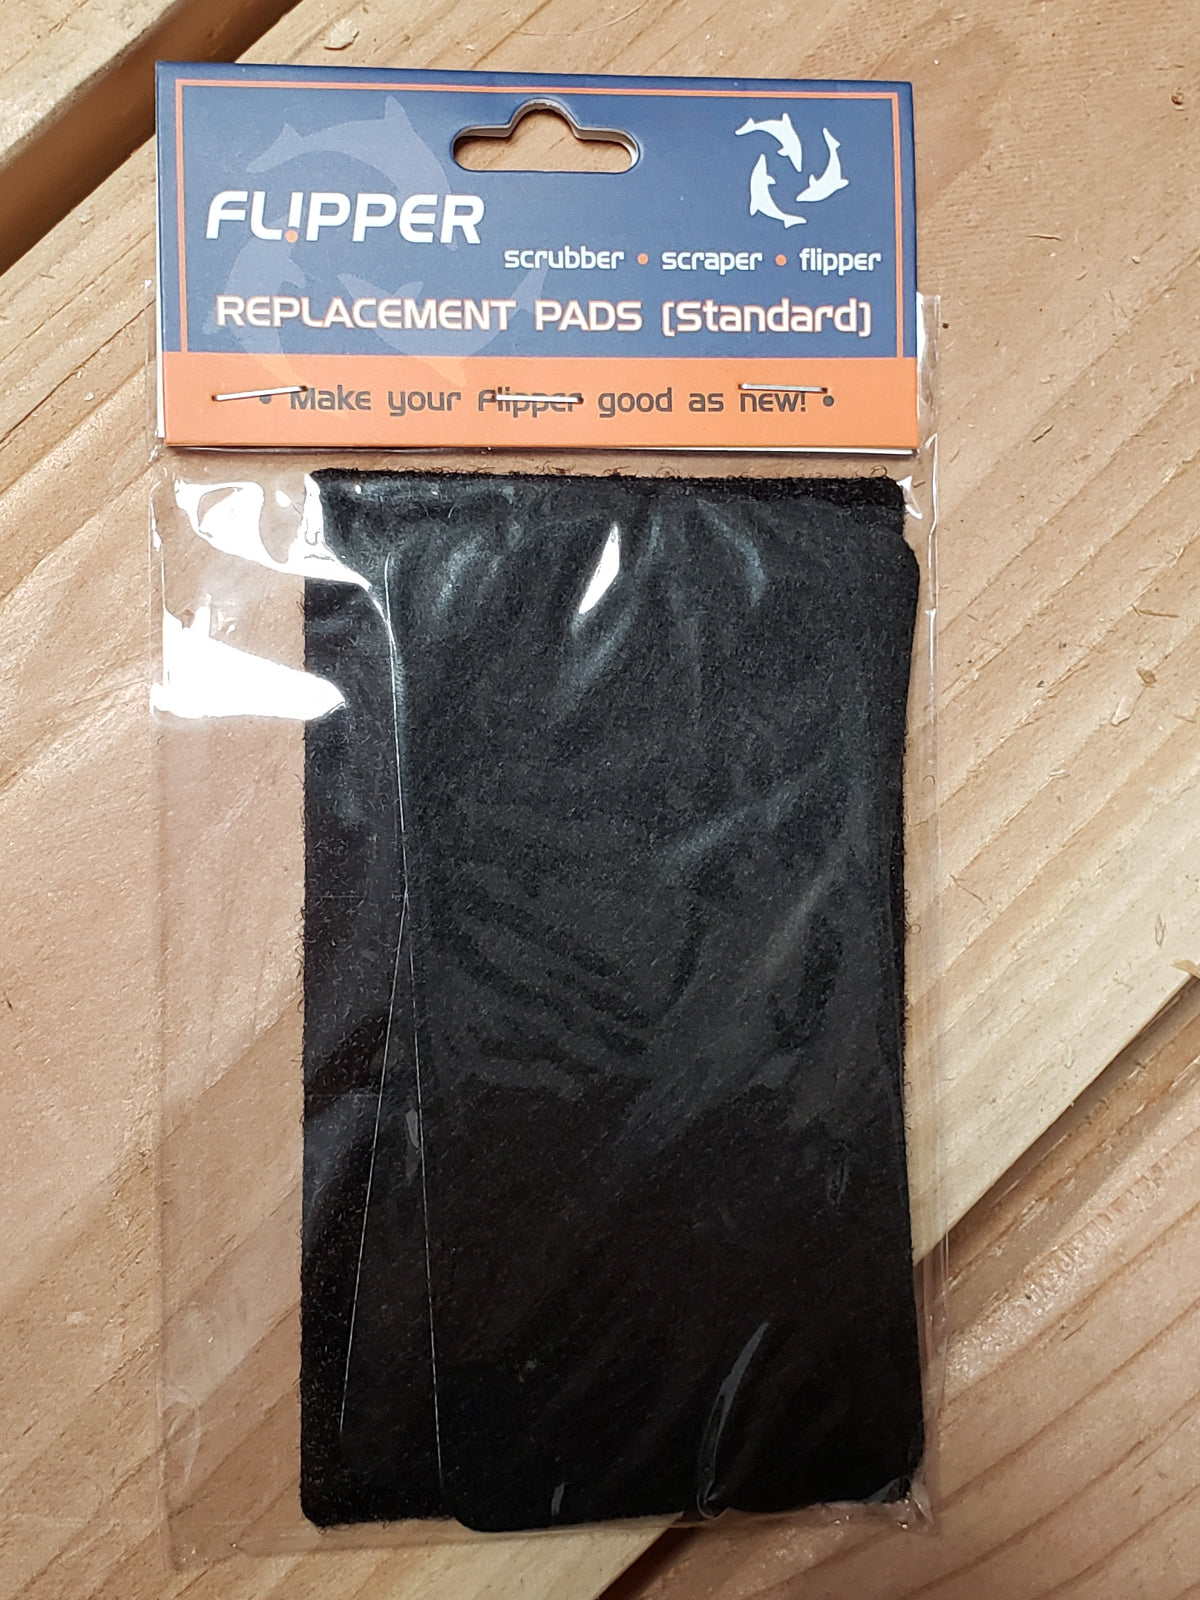 FL!PPER
scrubber • scraper • flipper
REPLACEMENT PADS (Standard)
• Make your Flipper good as new! •